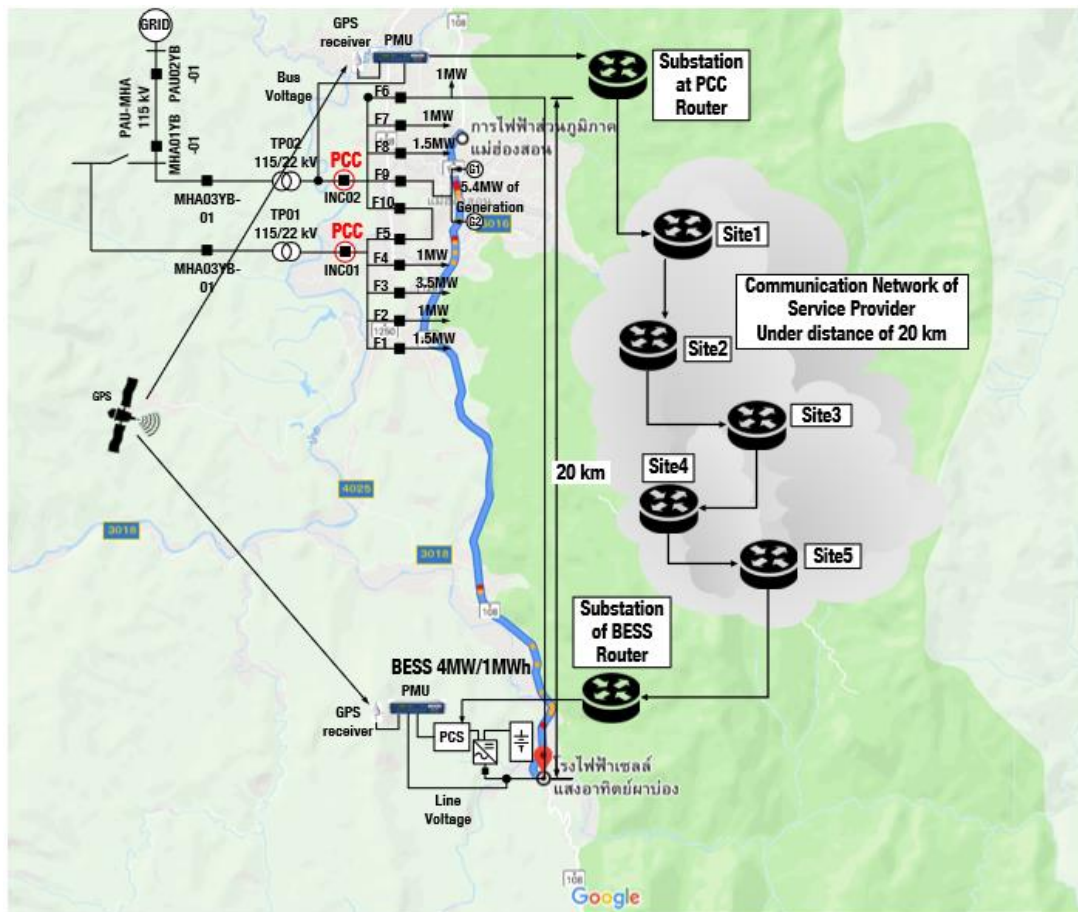 108
GRID
GPS
receiver
PMU
PAU-MHA
115 kV
PAU02YB
-01
MHA01YB
-01
Bus
Voltage
TP02
115/22 kV
PCC
INC02
MHA03YB-
01
TP01
115/22 kV
PCC
INC01
MHA03YB-
01
F6
1MW
F7
1MW
F8
1.5MW
F9
F10
F5
F4
1MW
F3
3.5MW
F2
1MW
F1
1.5MW
1250
การไฟฟ้าส่วนภูมิภาค
แม่ฮ่องสอน
G1
5.4MW of
Generation
G2
Substation
at PCC
Router
Site1
Communication Network of
Service Provider
Under distance of 20 km
Site2
Site3
Site4
Site5
20 km
GPS
4025
3018
3018
108
Substation
of BESS
Router
BESS 4MW/1MWh
PMU
GPS
receiver
PCS
Line
Voltage
โรงไฟฟ้าเซลล์
แสงอาทิตย์ผาบ่อง
108
Google